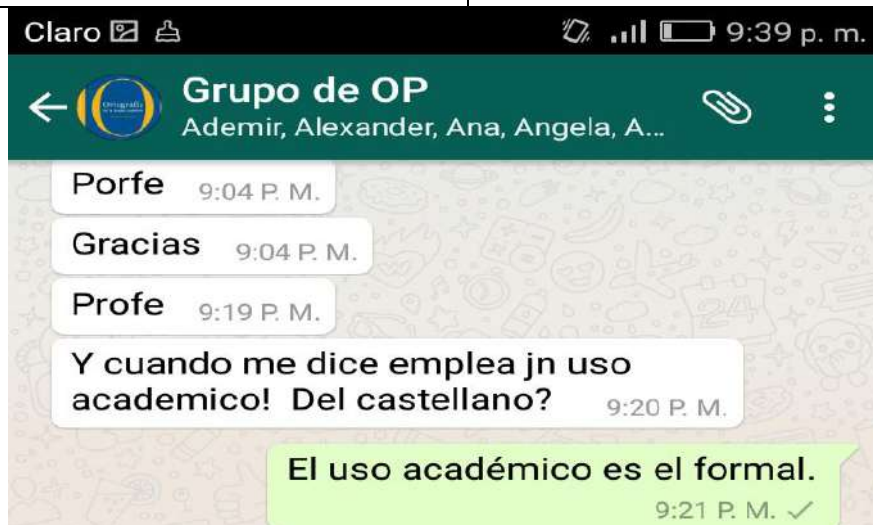 Claro 9:39 p. m.
Grupo de OP
Ademir, Alexander, Ana, Angela, A...
Porfe 9:04 P. M.
Gracias 9:04 P. M.
Profe 9:19 P. M.
Y cuando me dice emplea jn uso
academico! Del castellano? 9:20 P. M.
El uso académico es el formal.
9:21 P. M.